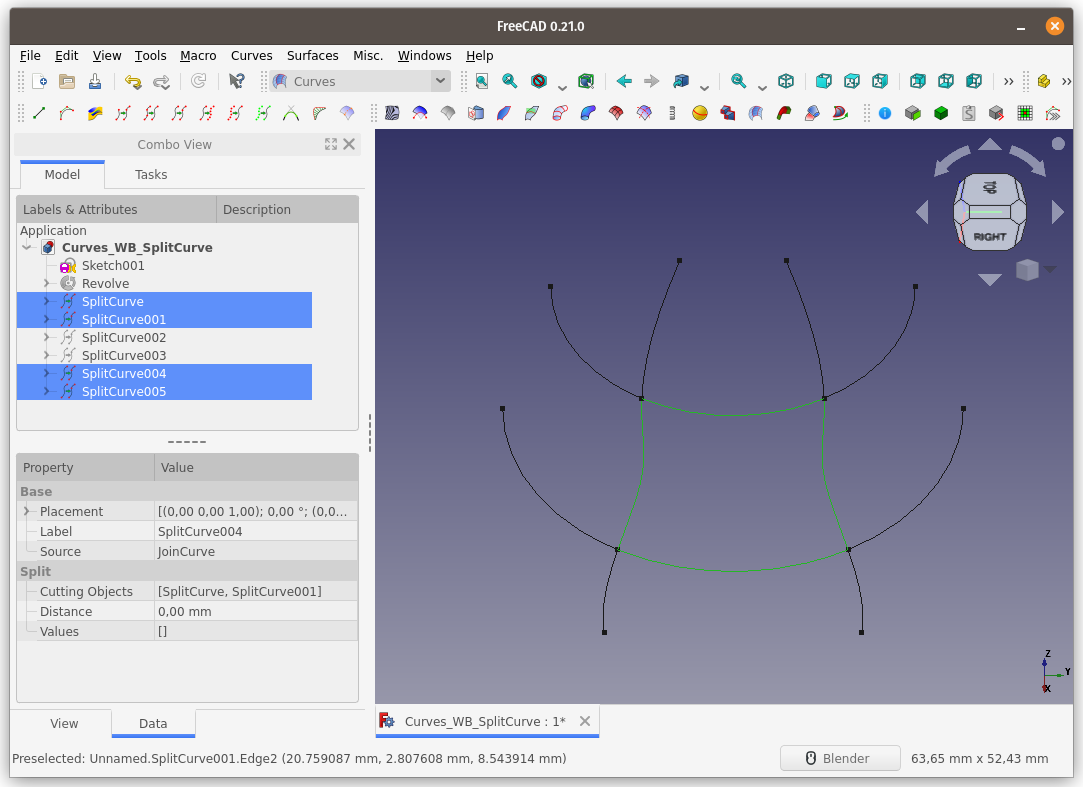 FreeCAD 0.21.0
File Edit View Tools Macro Curves Surfaces Misc. Windows Help
Curves
Combo View
Model Tasks
Labels & Attributes Description
Application
Curves_WB_SplitCurve
Sketch001
Revolve
SplitCurve
SplitCurve001
SplitCurve002
SplitCurve003
SplitCurve004
SplitCurve005
Property Value
Base
Placement [(0,00 0,00 1,00); 0,00 °; (0,0...
Label SplitCurve004
Source JoinCurve
Split
Cutting Objects [SplitCurve, SplitCurve001]
Distance 0,00 mm
Values []
View Data
RIGHT
Z
Y
X
Curves_WB_SplitCurve : 1*
Preselected: Unnamed.SplitCurve001.Edge2 (20.759087 mm, 2.807608 mm, 8.543914 mm)
Blender 63,65 mm x 52,43 mm